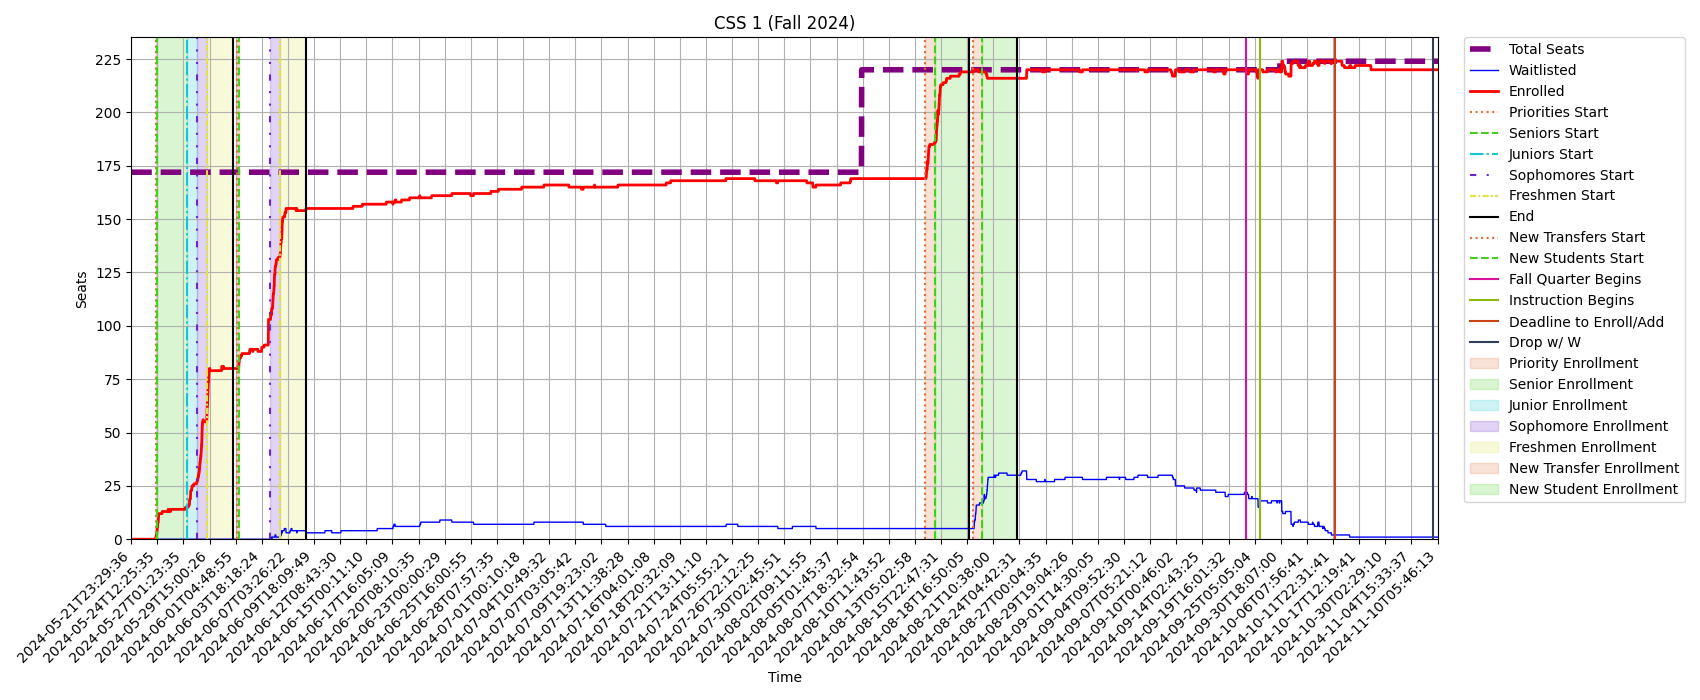 CSS 1 (Fall 2024)
Seats
225
200
175
150
125
100
75
50
25
0
2024-05-21T23:29:36
2024-05-24T12:25:35
2024-05-27T01:23:35
2024-05-29T15:00:26
2024-06-01T04:48:55
2024-06-03T18:18:24
2024-06-07T03:26:22
2024-06-09T18:09:49
2024-06-12T08:43:30
2024-06-15T00:11:10
2024-06-17T16:05:09
2024-06-20T08:10:35
2024-06-23T00:00:29
2024-06-25T16:00:55
2024-06-28T07:57:35
2024-07-01T00:10:18
2024-07-04T10:49:32
2024-07-07T03:05:42
2024-07-09T19:23:02
2024-07-13T11:38:28
2024-07-16T04:01:08
2024-07-18T20:32:09
2024-07-21T13:11:10
2024-07-24T05:55:21
2024-07-26T22:12:25
2024-07-30T02:45:51
2024-08-02T09:11:55
2024-08-05T01:45:37
2024-08-07T18:32:54
2024-08-10T11:43:52
2024-08-13T05:02:58
2024-08-15T22:47:31
2024-08-18T16:50:05
2024-08-21T10:38:00
2024-08-24T04:42:31
2024-08-27T00:04:35
2024-08-29T19:04:26
2024-09-01T14:30:05
2024-09-04T09:52:30
2024-09-07T05:21:12
2024-09-10T00:46:02
2024-09-14T02:43:25
2024-09-19T16:01:32
2024-09-25T05:05:04
2024-09-30T18:07:00
2024-10-06T07:56:41
2024-10-11T22:31:41
2024-10-17T12:19:41
2024-10-30T02:29:10
2024-11-04T15:33:37
2024-11-10T05:46:13
Time
Total Seats
Waitlisted
Enrolled
Priorities Start
Seniors Start
Juniors Start
Sophomores Start
Freshmen Start
End
New Transfers Start
New Students Start
Fall Quarter Begins
Instruction Begins
Deadline to Enroll/Add
Drop w/ W
Priority Enrollment
Senior Enrollment
Junior Enrollment
Sophomore Enrollment
Freshmen Enrollment
New Transfer Enrollment
New Student Enrollment